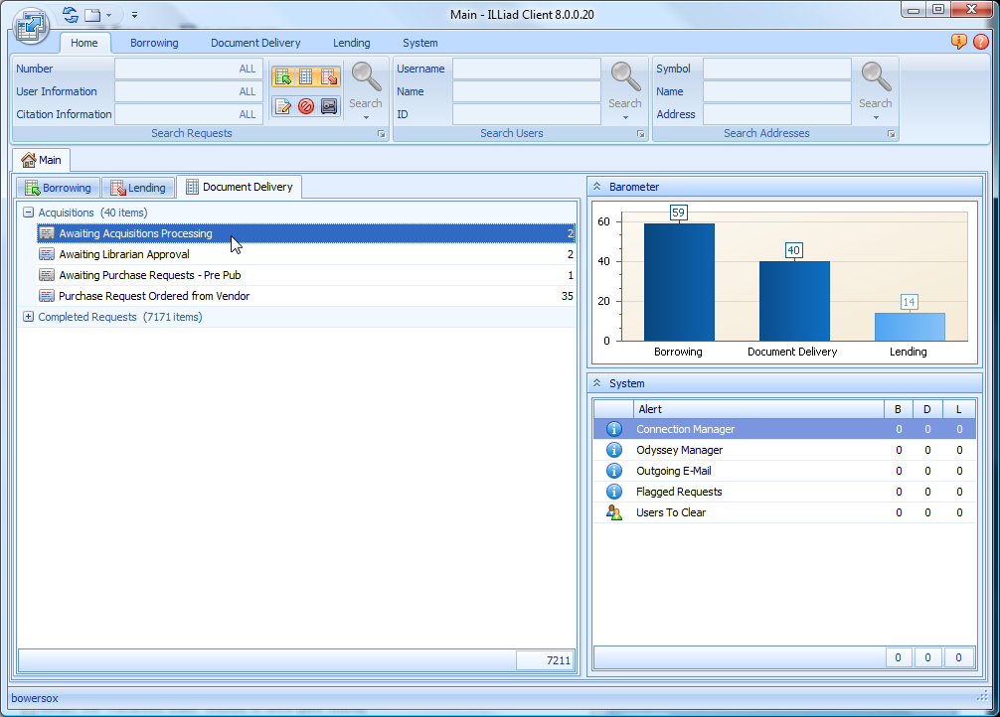 Main - ILLiad Client 8.0.0.20
Home Borrowing Document Delivery Lending System
Number ALL
User Information ALL
Citation Information ALL
Search
Search Requests
Username
Name
ID
Search
Search Users
Symbol
Name
Address
Search
Search Addresses
Main
Borrowing Lending Document Delivery
Acquisitions (40 items)
Awaiting Acquisitions Processing 2
Awaiting Librarian Approval 2
Awaiting Purchase Requests - Pre Pub 1
Purchase Request Ordered from Vendor 35
Completed Requests (7171 items)
7211
Barometer
60
40
20
0
59
40
14
Borrowing Document Delivery Lending
System
Alert B D L
Connection Manager 0 0 0
Odyssey Manager 0 0 0
Outgoing E-Mail 0 0 0
Flagged Requests 0 0 0
Users To Clear 0 0 0
0 0 0
bowersox